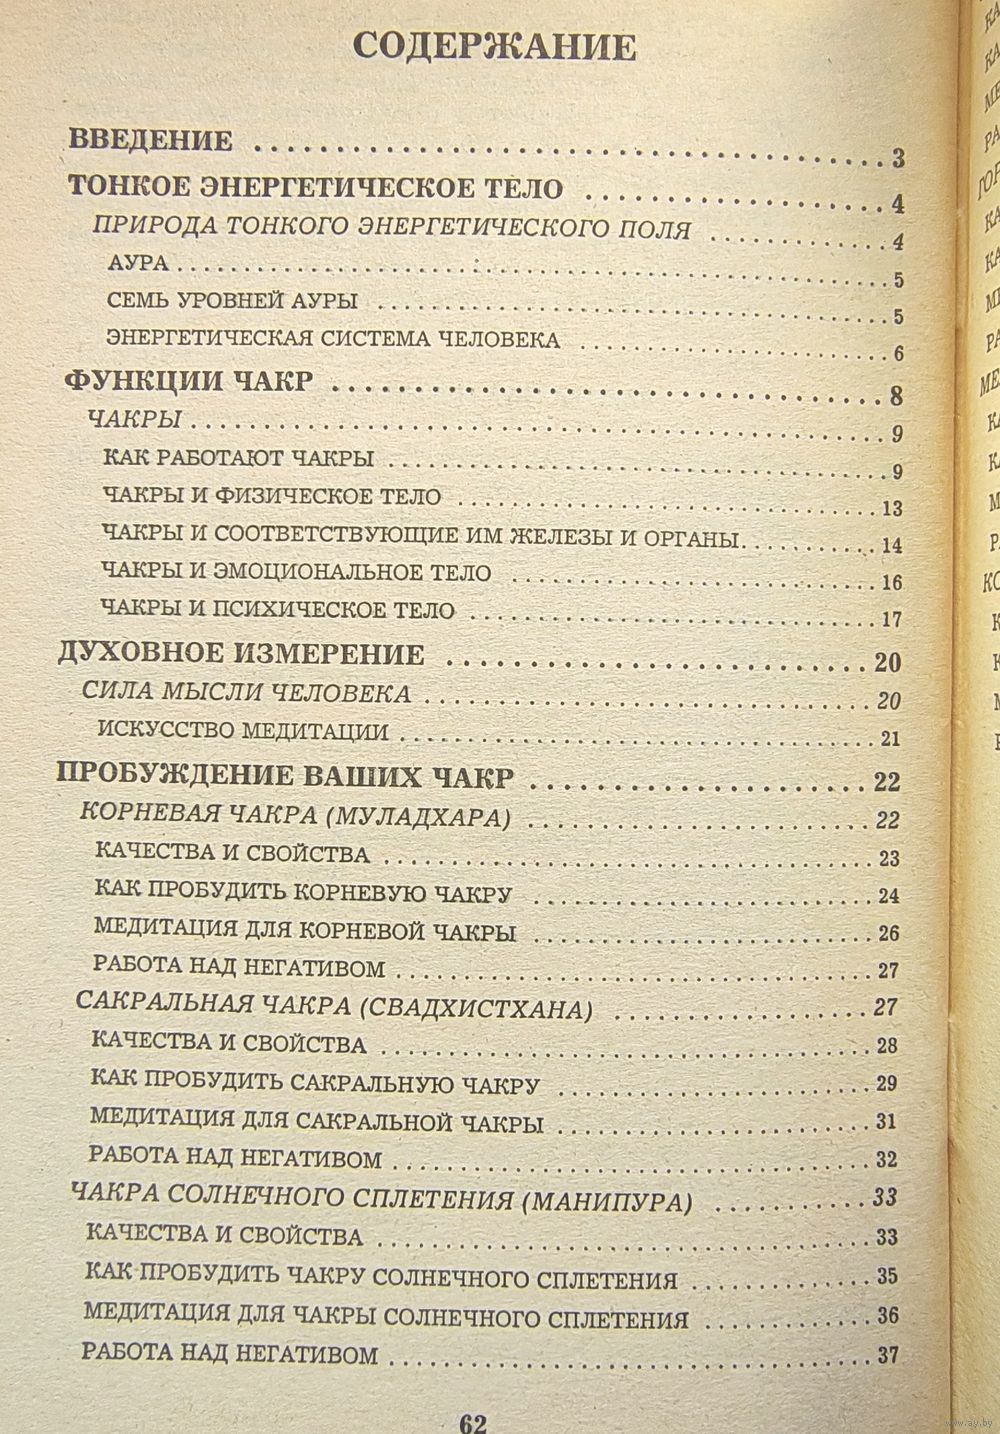 СОДЕРЖАНИЕ
ВВЕДЕНИЕ . . . . . . . . . . . . . . . . . . . . . . . . . . . . . . 3
ТОНКОЕ ЭНЕРГЕТИЧЕСКОЕ ТЕЛО . . . . . . . . . . . . . . . 4
ПРИРОДА ТОНКОГО ЭНЕРГЕТИЧЕСКОГО ПОЛЯ . . . . . . . . . . 4
АУРА . . . . . . . . . . . . . . . . . . . . . . . . . . . . . . 5
СЕМЬ УРОВНЕЙ АУРЫ . . . . . . . . . . . . . . . . . . . . 5
ЭНЕРГЕТИЧЕСКАЯ СИСТЕМА ЧЕЛОВЕКА . . . . . . . . . . . . 6
ФУНКЦИИ ЧАКР . . . . . . . . . . . . . . . . . . . . . . . 8
ЧАКРЫ . . . . . . . . . . . . . . . . . . . . . . . . . . . . . 9
КАК РАБОТАЮТ ЧАКРЫ . . . . . . . . . . . . . . . . . . . . 9
ЧАКРЫ И ФИЗИЧЕСКОЕ ТЕЛО . . . . . . . . . . . . . . . . . 13
ЧАКРЫ И СООТВЕТСТВУЮЩИЕ ИМ ЖЕЛЕЗЫ И ОРГАНЫ . . . . . . . 14
ЧАКРЫ И ЭМОЦИОНАЛЬНОЕ ТЕЛО . . . . . . . . . . . . . . . 16
ЧАКРЫ И ПСИХИЧЕСКОЕ ТЕЛО . . . . . . . . . . . . . . . . 17
ДУХОВНОЕ ИЗМЕРЕНИЕ . . . . . . . . . . . . . . . . . . . 20
СИЛА МЫСЛИ ЧЕЛОВЕКА . . . . . . . . . . . . . . . . . . . 20
ИСКУССТВО МЕДИТАЦИИ . . . . . . . . . . . . . . . . . . . 21
ПРОБУЖДЕНИЕ ВАШИХ ЧАКР . . . . . . . . . . . . . . . . . 22
КОРНЕВАЯ ЧАКРА (МУЛАДХАРА) . . . . . . . . . . . . . . . . 22
КАЧЕСТВА И СВОЙСТВА . . . . . . . . . . . . . . . . . . . 23
КАК ПРОБУДИТЬ КОРНЕВУЮ ЧАКРУ . . . . . . . . . . . . . . 24
МЕДИТАЦИЯ ДЛЯ КОРНЕВОЙ ЧАКРЫ . . . . . . . . . . . . . . 26
РАБОТА НАД НЕГАТИВОМ . . . . . . . . . . . . . . . . . . 27
САКРАЛЬНАЯ ЧАКРА (СВАДХИСТХАНА) . . . . . . . . . . . . . 27
КАЧЕСТВА И СВОЙСТВА . . . . . . . . . . . . . . . . . . . 28
КАК ПРОБУДИТЬ САКРАЛЬНУЮ ЧАКРУ . . . . . . . . . . . . . 29
МЕДИТАЦИЯ ДЛЯ САКРАЛЬНОЙ ЧАКРЫ . . . . . . . . . . . . . 31
РАБОТА НАД НЕГАТИВОМ . . . . . . . . . . . . . . . . . . 32
ЧАКРА СОЛНЕЧНОГО СПЛЕТЕНИЯ (МАНИПУРА) . . . . . . . . . 33
КАЧЕСТВА И СВОЙСТВА . . . . . . . . . . . . . . . . . . . 33
КАК ПРОБУДИТЬ ЧАКРУ СОЛНЕЧНОГО СПЛЕТЕНИЯ . . . . . . . . 35
МЕДИТАЦИЯ ДЛЯ ЧАКРЫ СОЛНЕЧНОГО СПЛЕТЕНИЯ . . . . . . . . 36
РАБОТА НАД НЕГАТИВОМ . . . . . . . . . . . . . . . . . . 37
62
www.ay.by